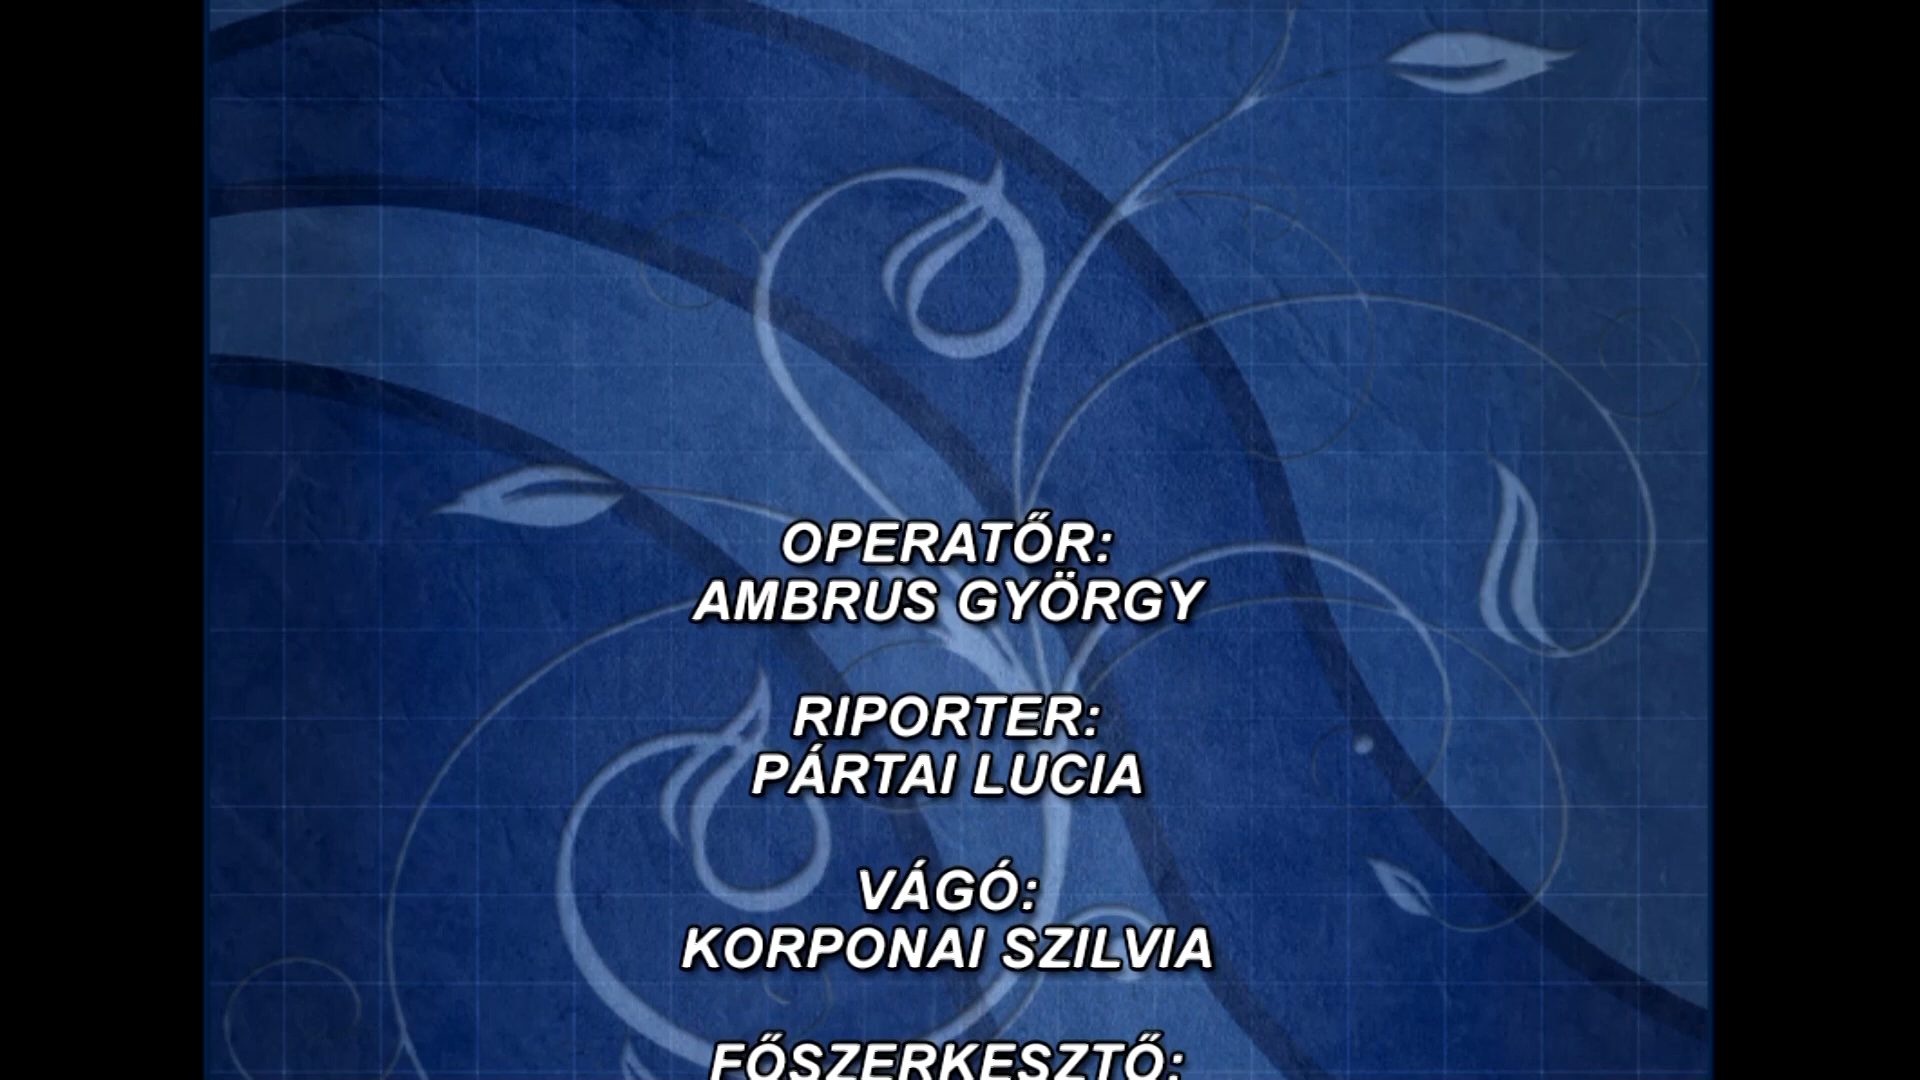 OPERATŐR:
AMBRUS GYÖRGY
RIPORTER:
PÁRTAI LUCIA
VÁGÓ:
KORPONAI SZILVIA
FŐSZERKESZTŐ: